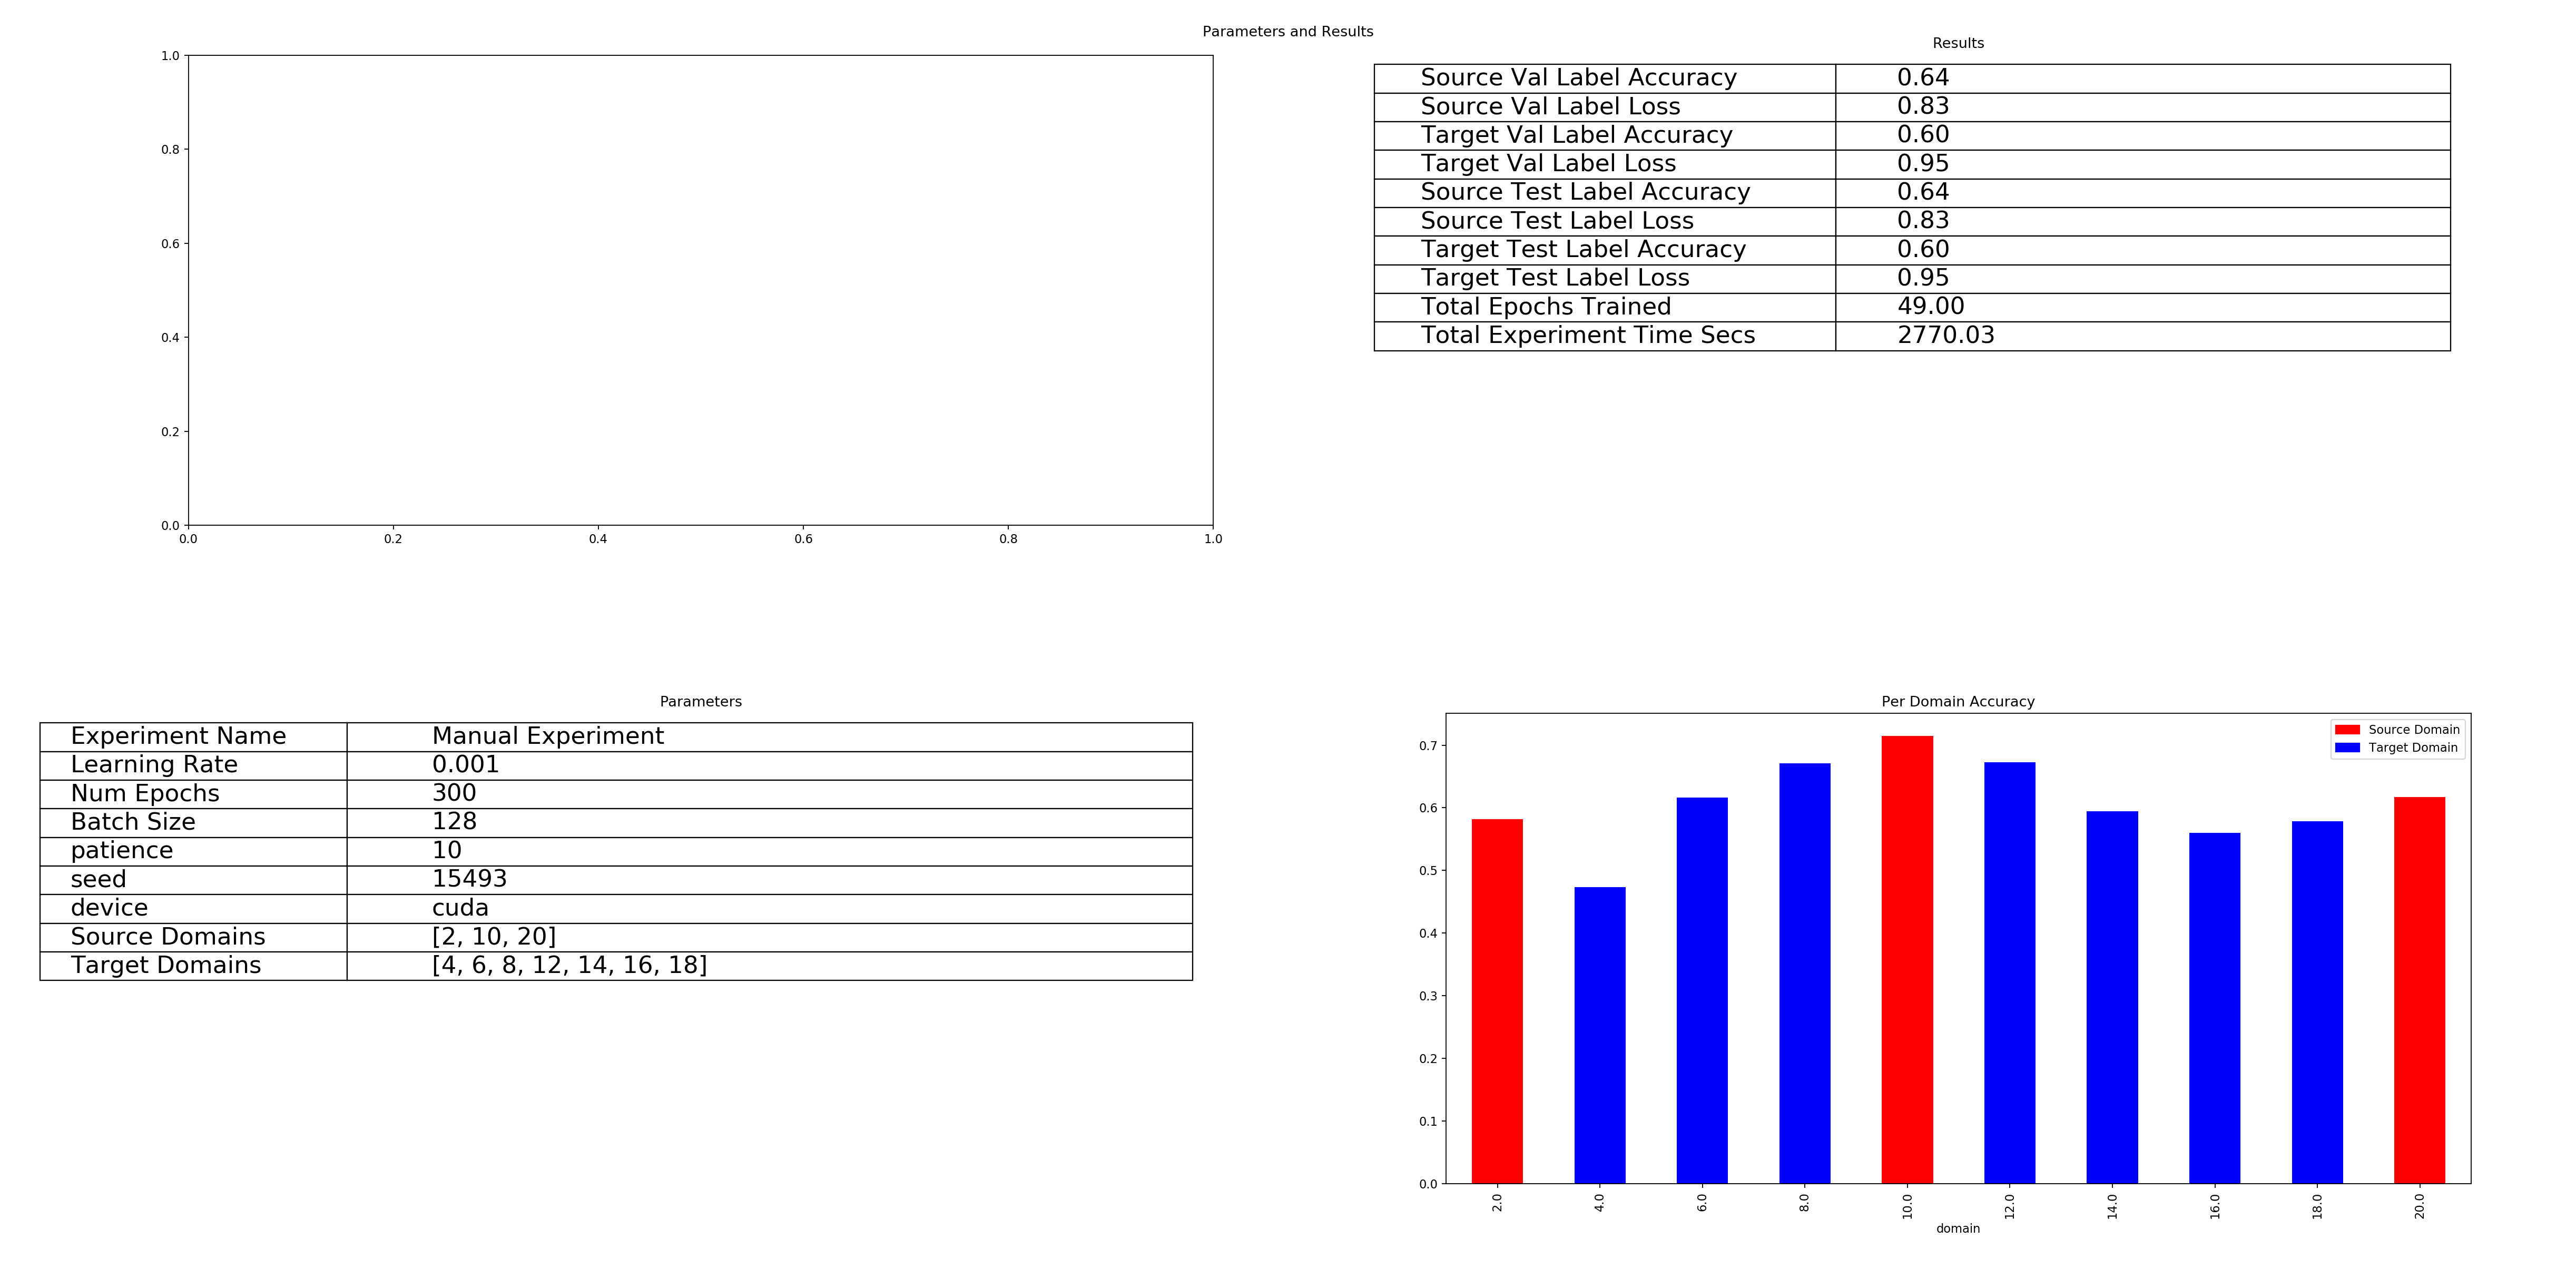 Parameters and Results
1.0
0.8
0.6
0.4
0.2
0.0
0.0 0.2 0.4 0.6 0.8 1.0
Results
Source Val Label Accuracy 0.64
Source Val Label Loss 0.83
Target Val Label Accuracy 0.60
Target Val Label Loss 0.95
Source Test Label Accuracy 0.64
Source Test Label Loss 0.83
Target Test Label Accuracy 0.60
Target Test Label Loss 0.95
Total Epochs Trained 49.00
Total Experiment Time Secs 2770.03
Parameters
Experiment Name Manual Experiment
Learning Rate 0.001
Num Epochs 300
Batch Size 128
patience 10
seed 15493
device cuda
Source Domains [2, 10, 20]
Target Domains [4, 6, 8, 12, 14, 16, 18]
Per Domain Accuracy
Source Domain
Target Domain
0.7
0.6
0.5
0.4
0.3
0.2
0.1
0.0
2.0 4.0 6.0 8.0 10.0 12.0 14.0 16.0 18.0 20.0
domain